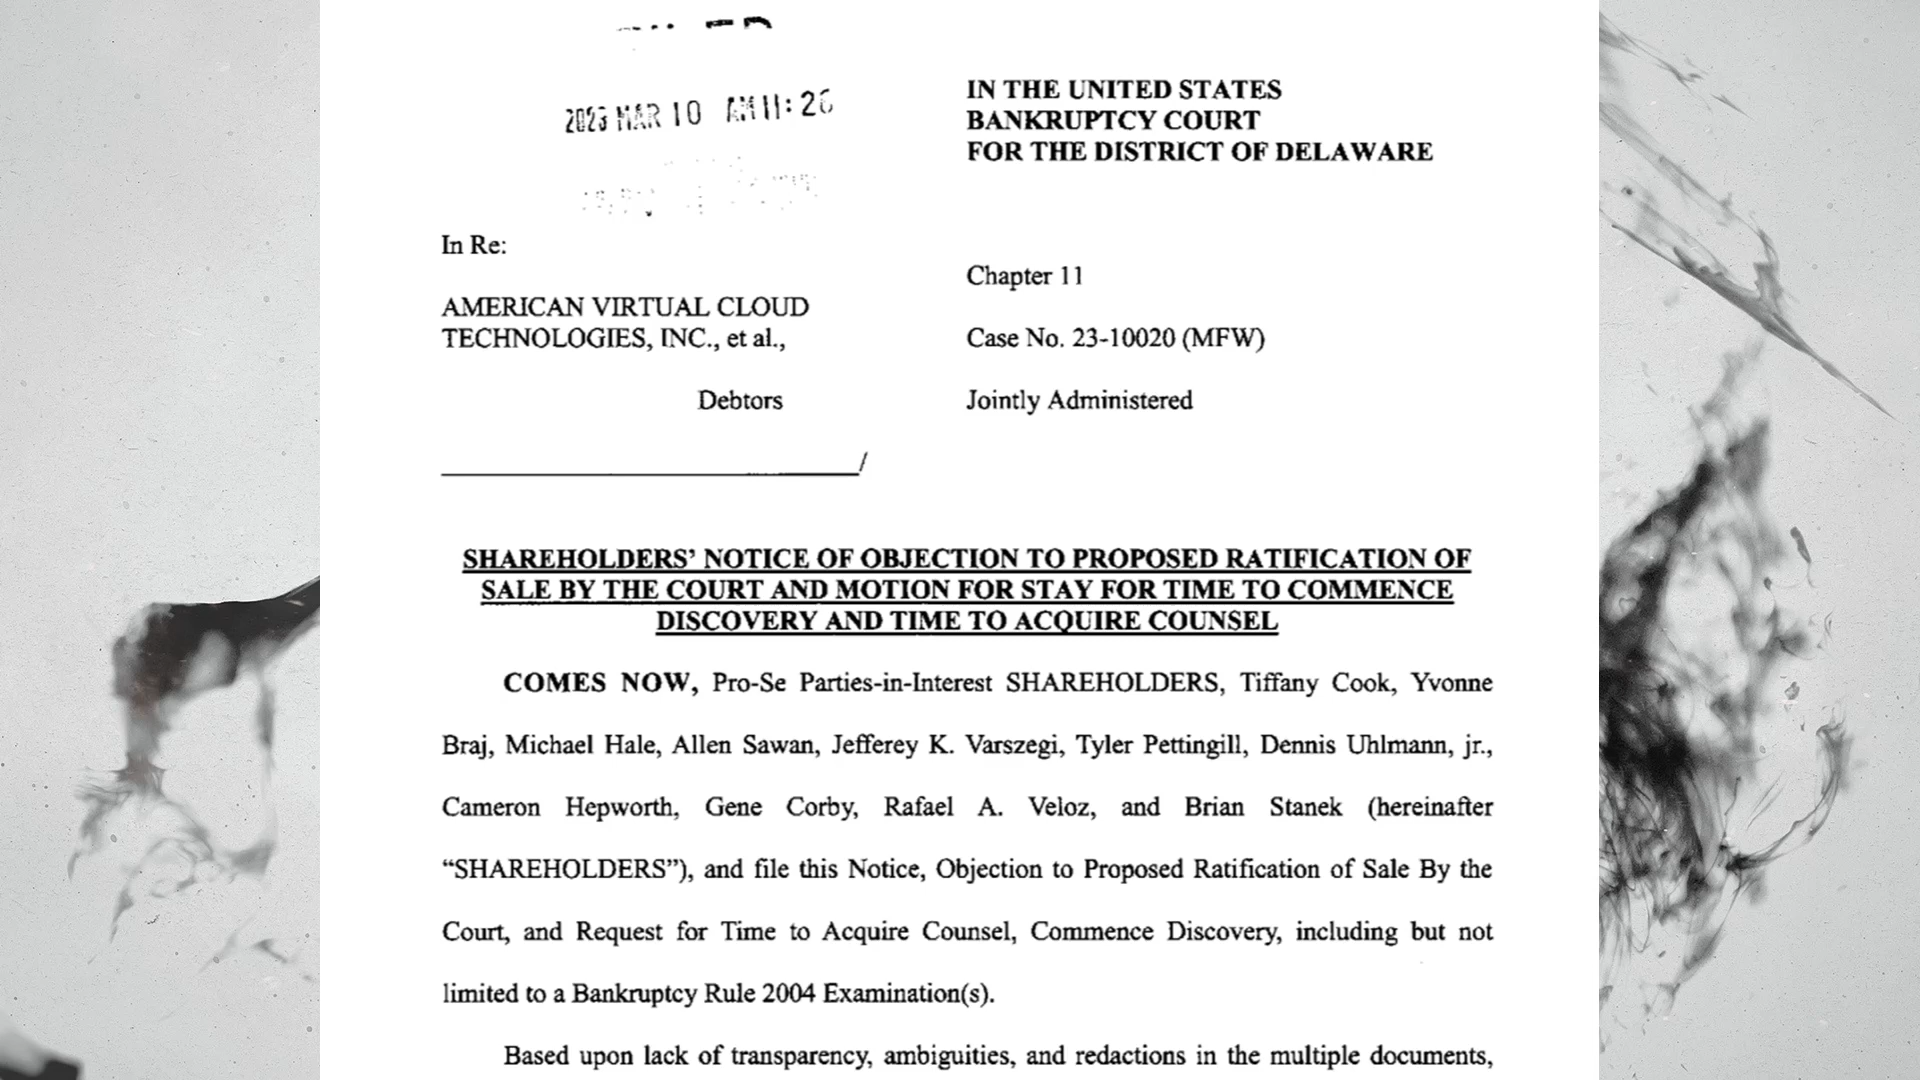 2023 MAR 10 AM 11: 26
IN THE UNITED STATES
BANKRUPTCY COURT
FOR THE DISTRICT OF DELAWARE
In Re:
AMERICAN VIRTUAL CLOUD
TECHNOLOGIES, INC., et al.,
Debtors
/
Chapter 11
Case No. 23-10020 (MFW)
Jointly Administered
SHAREHOLDERS’ NOTICE OF OBJECTION TO PROPOSED RATIFICATION OF
SALE BY THE COURT AND MOTION FOR STAY FOR TIME TO COMMENCE
DISCOVERY AND TIME TO ACQUIRE COUNSEL
COMES NOW, Pro-Se Parties-in-Interest SHAREHOLDERS, Tiffany Cook, Yvonne
Braj, Michael Hale, Allen Sawan, Jefferey K. Varszegi, Tyler Pettingill, Dennis Uhlmann, jr.,
Cameron Hepworth, Gene Corby, Rafael A. Veloz, and Brian Stanek (hereinafter
“SHAREHOLDERS”), and file this Notice, Objection to Proposed Ratification of Sale By the
Court, and Request for Time to Acquire Counsel, Commence Discovery, including but not
limited to a Bankruptcy Rule 2004 Examination(s).
Based upon lack of transparency, ambiguities, and redactions in the multiple documents,